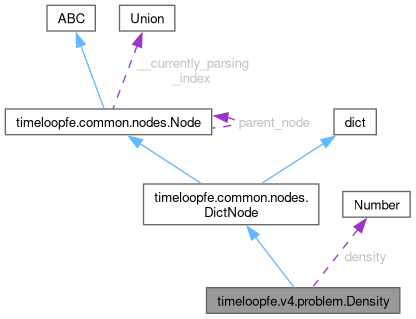 ABC
Union
__currently_parsing
_index
timeloopfe.common.nodes.Node
parent_node
dict
timeloopfe.common.nodes.
DictNode
Number
density
timeloopfe.v4.problem.Density